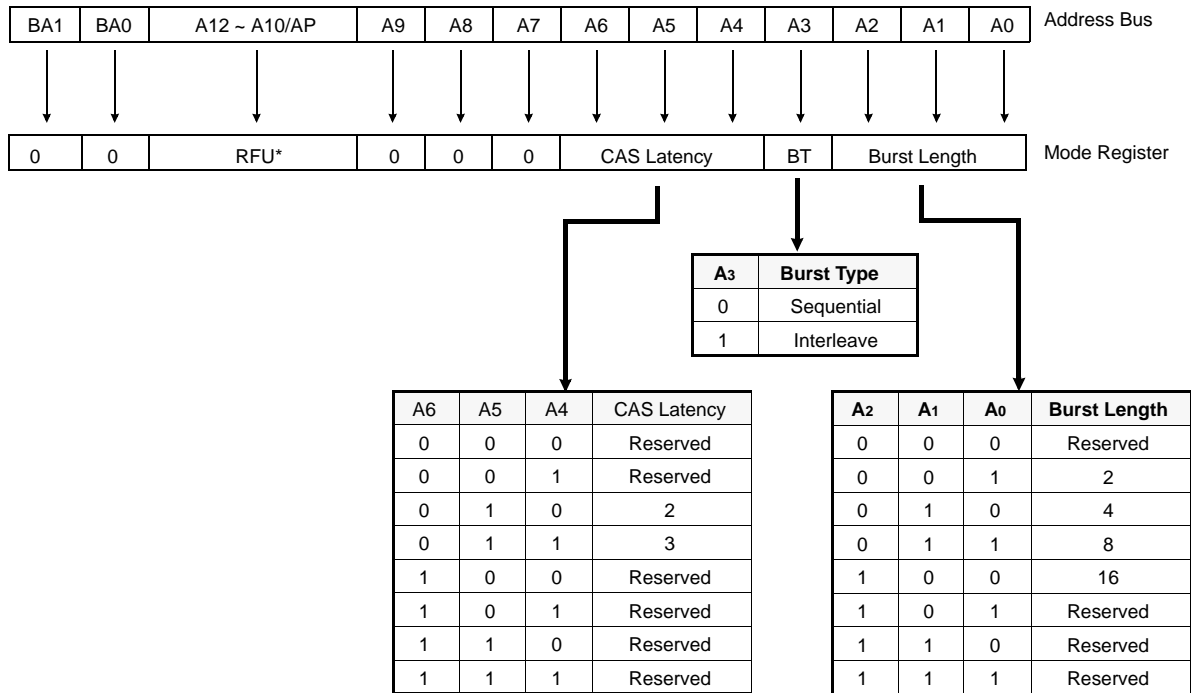 BA1 BA0 A12 ~ A10/AP A9 A8 A7 A6 A5 A4 A3 A2 A1 A0 Address Bus
0 0 RFU* 0 0 0 CAS Latency BT Burst Length Mode Register
A3 Burst Type
0 Sequential
1 Interleave
A6 A5 A4 CAS Latency
0 0 0 Reserved
0 0 1 Reserved
0 1 0 2
0 1 1 3
1 0 0 Reserved
1 0 1 Reserved
1 1 0 Reserved
1 1 1 Reserved
A2 A1 A0 Burst Length
0 0 0 Reserved
0 0 1 2
0 1 0 4
0 1 1 8
1 0 0 16
1 0 1 Reserved
1 1 0 Reserved
1 1 1 Reserved